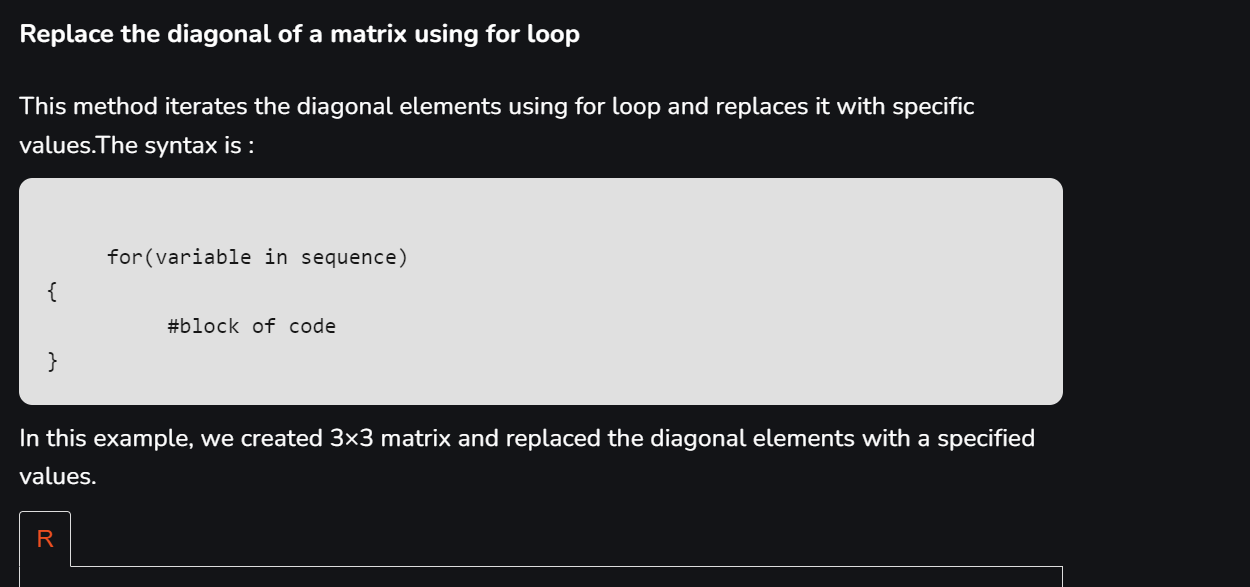 Replace the diagonal of a matrix using for loop
This method iterates the diagonal elements using for loop and replaces it with specific
values.The syntax is :
for(variable in sequence)
{
#block of code
}
In this example, we created 3×3 matrix and replaced the diagonal elements with a specified
values.
R